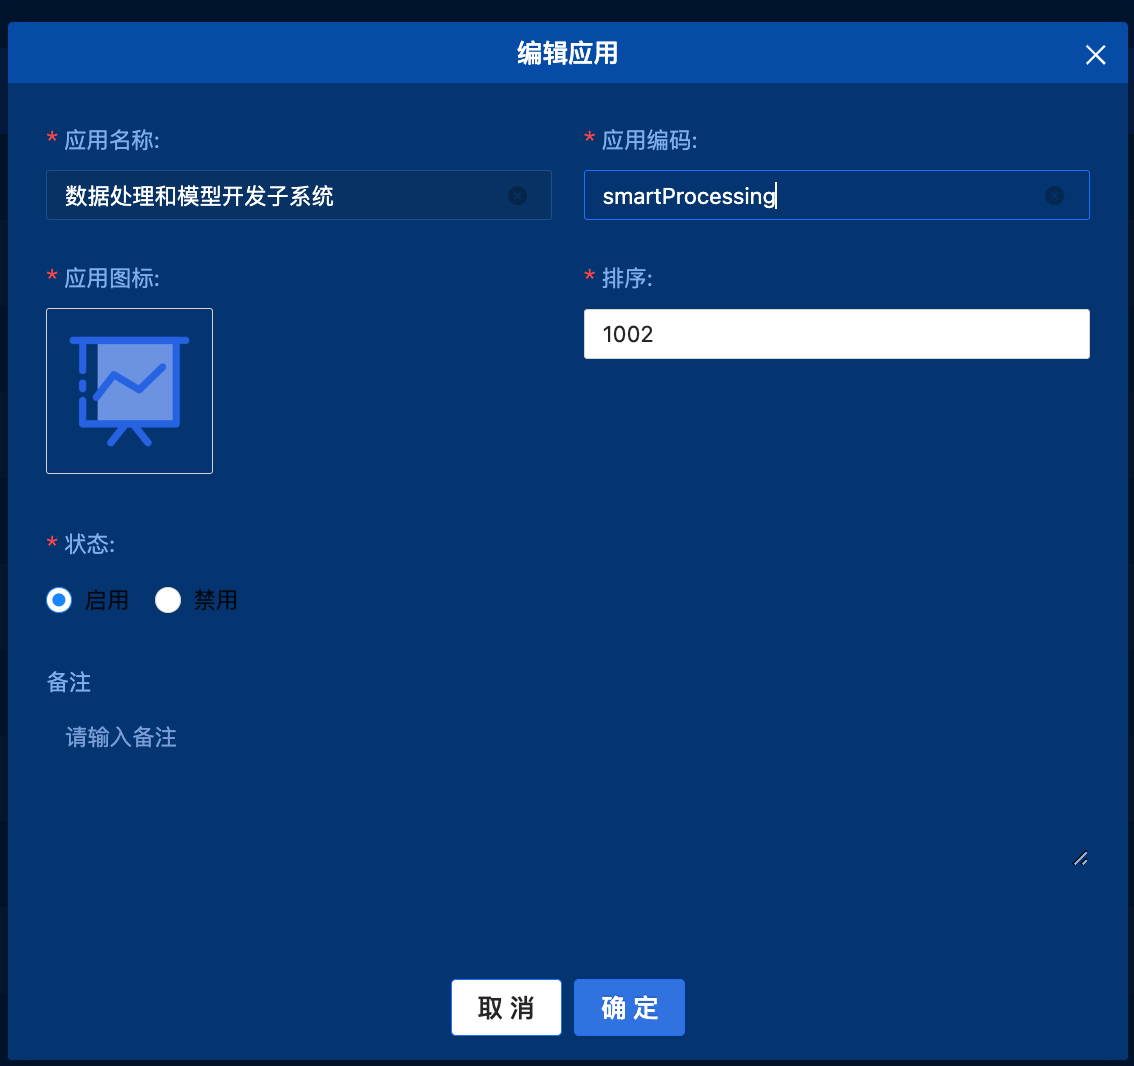 编辑应用
* 应用名称:
* 应用编码:
数据处理和模型开发子系统
smartProcessing
* 应用图标:
* 排序:
1002
* 状态:
启用
禁用
备注
请输入备注
取 消
确 定